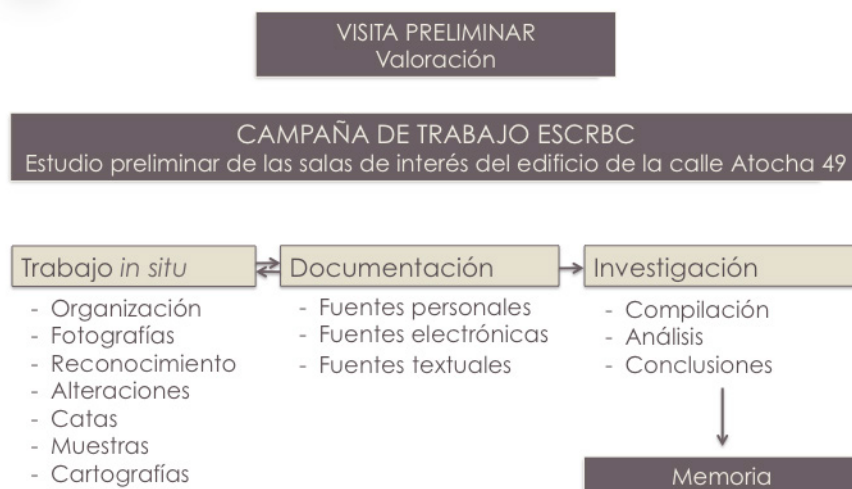 VISITA PRELIMINAR
Valoración
CAMPAÑA DE TRABAJO ESCRBC
Estudio preliminar de las salas de interés del edificio de la calle Atocha 49
Trabajo in situ
- Organización
- Fotografías
- Reconocimiento
- Alteraciones
- Catas
- Muestras
- Cartografías
Documentación
- Fuentes personales
- Fuentes electrónicas
- Fuentes textuales
Investigación
- Compilación
- Análisis
- Conclusiones
Memoria